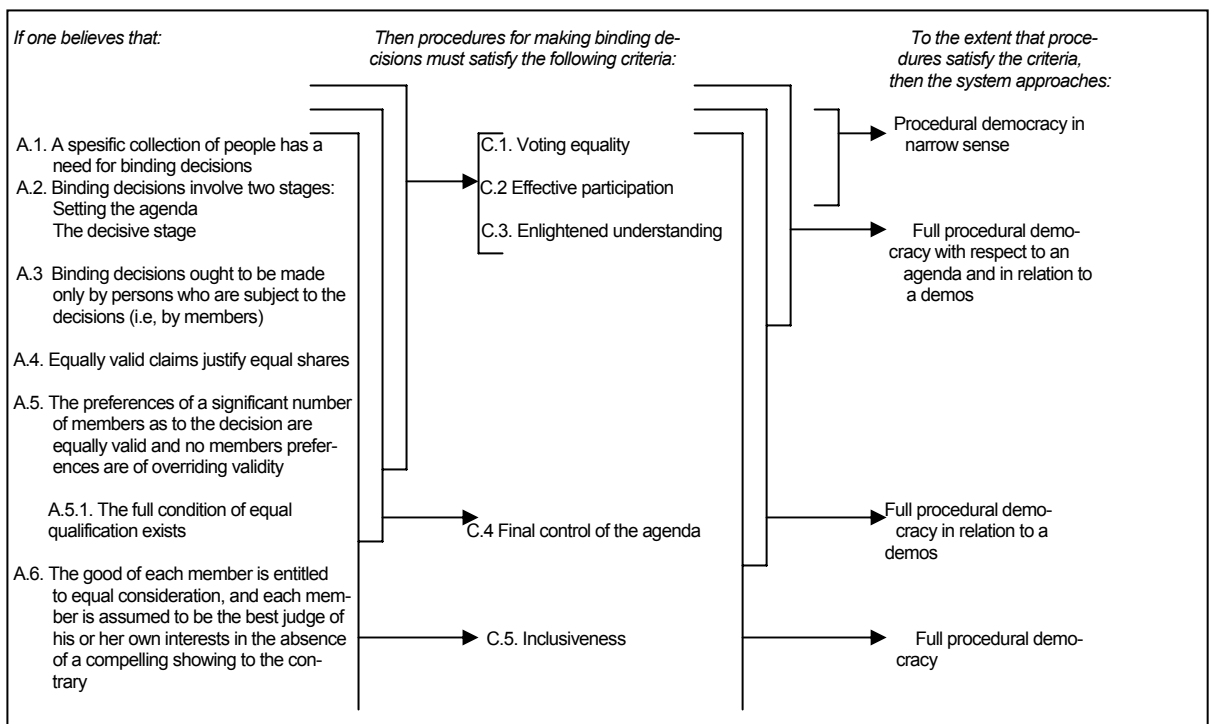 If one believes that:
A.1. A spesific collection of people has a
need for binding decisions
A.2. Binding decisions involve two stages:
Setting the agenda
The decisive stage
A.3 Binding decisions ought to be made
only by persons who are subject to the
decisions (i.e, by members)
A.4. Equally valid claims justify equal shares
A.5. The preferences of a significant number
of members as to the decision are
equally valid and no members prefer-
ences are of overriding validity
A.5.1. The full condition of equal
qualification exists
A.6. The good of each member is entitled
to equal consideration, and each mem-
ber is assumed to be the best judge of
his or her own interests in the absence
of a compelling showing to the con-
trary
Then procedures for making binding de-
cisions must satisfy the following criteria:
C.1. Voting equality
C.2 Effective participation
C.3. Enlightened understanding
C.4 Final control of the agenda
C.5. Inclusiveness
To the extent that proce-
dures satisfy the criteria,
then the system approaches:
Procedural democracy in
narrow sense
Full procedural demo-
cracy with respect to an
agenda and in relation to
a demos
Full procedural demo-
cracy in relation to a
demos
Full procedural demo-
cracy